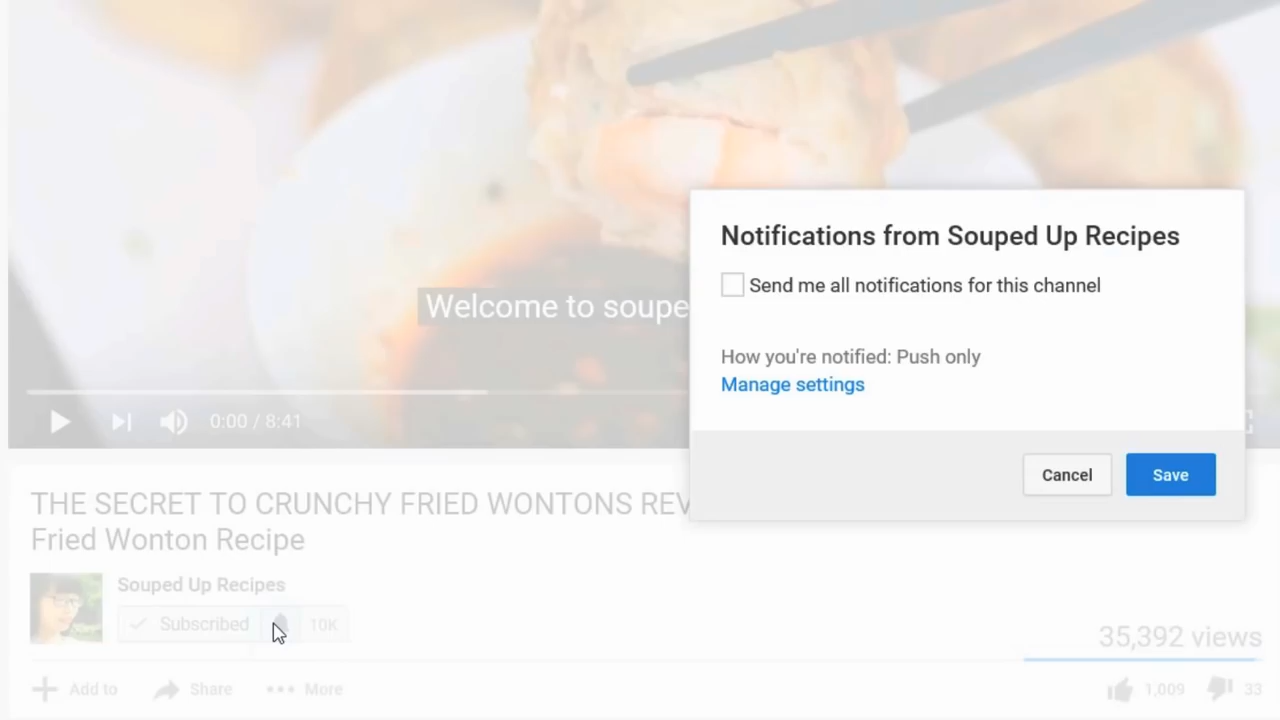 Welcome to soupe
Notifications from Souped Up Recipes
Send me all notifications for this channel
How you're notified: Push only
Manage settings
Cancel
Save
0:00 / 8:41
THE SECRET TO CRUNCHY FRIED WONTONS REV
Fried Wonton Recipe
Souped Up Recipes
Subscribed
10K
35,392 views
Add to
Share
More
1,009
33